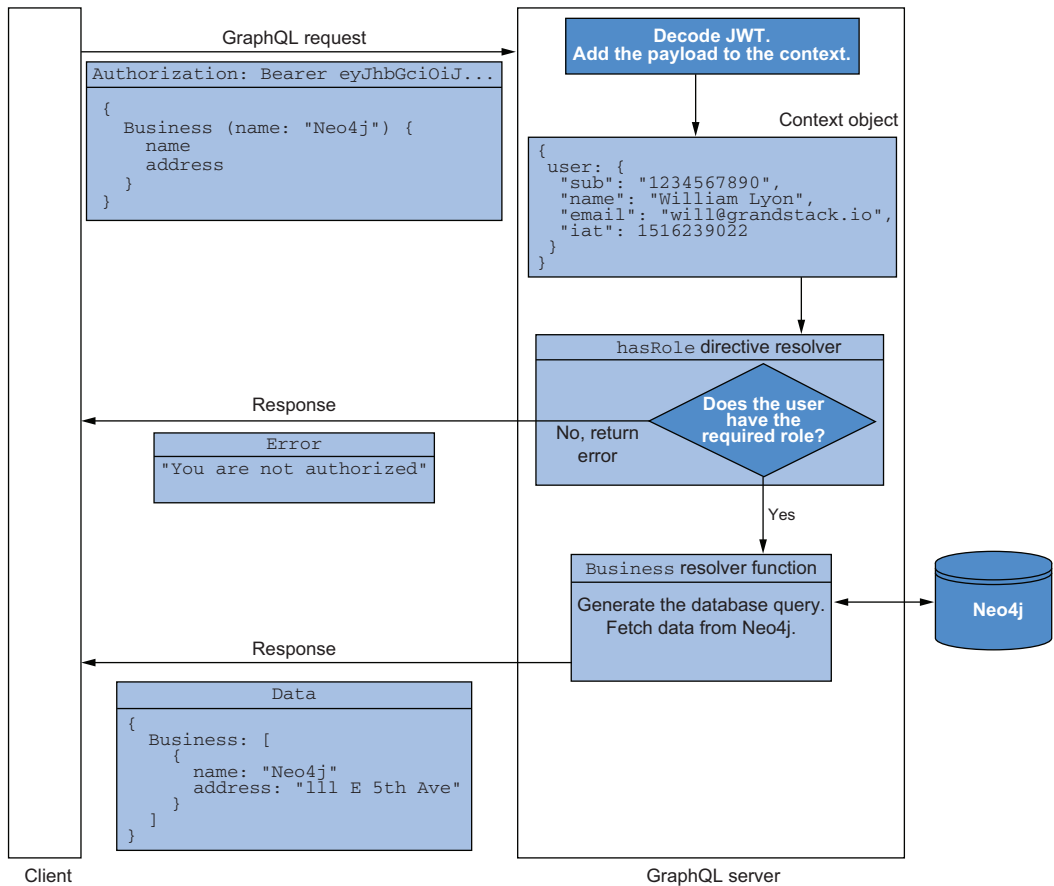 GraphQL request
Authorization: Bearer eyJhbGciOiJ...
{
Business (name: "Neo4j") {
name
address
}
}
Decode JWT.
Add the payload to the context.
Context object
{
user: {
"sub": "1234567890",
"name": "William Lyon",
"email": "will@grandstack.io",
"iat": 1516239022
}
}
hasRole directive resolver
Does the user
have the
required role?
No, return
error
Response
Error
"You are not authorized"
Yes
Business resolver function
Generate the database query.
Fetch data from Neo4j.
Neo4j
Response
Data
{
Business: [
{
name: "Neo4j"
address: "lll E 5th Ave"
}
]
}
Client
GraphQL server